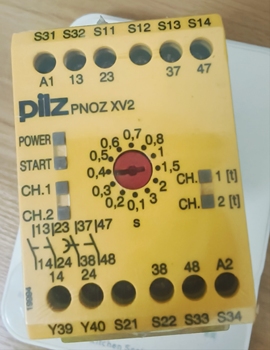 S31 S32 S11 S12 S13 S14
A1 13 23 37 47
pilz PNOZ XV2
POWER
START
CH.1
CH.2
0,1 0,2 0,3 0,4 0,5 0,6 0,7 0,8 1 1,5 2 3
s
CH. 1 [t]
CH. 2 [t]
13 23 37 47
14 24 38 48
14 24 38 48 A2
Y39 Y40 S21 S22 S33 S34